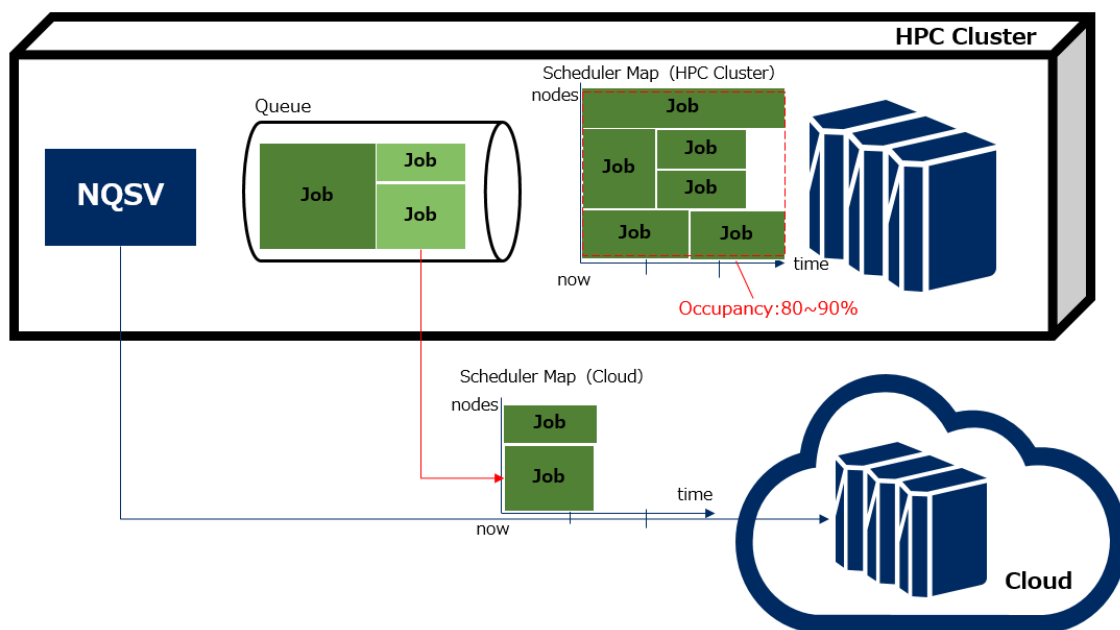 HPC Cluster
Scheduler Map (HPC Cluster)
nodes
Queue
Job
Job
Job
Job
Job
Job
Job
Job
NQSV
Job
Job
time
now
Occupancy:80~90%
Scheduler Map (Cloud)
nodes
Job
Job
time
now
Cloud